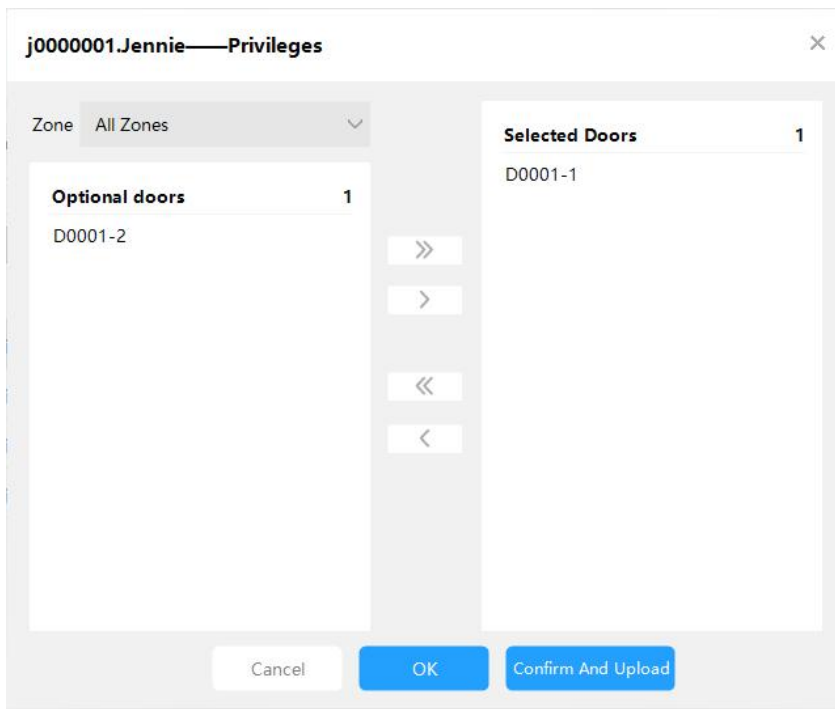 j0000001.Jennie——Privileges
Zone All Zones
Optional doors 1
D0001-2
Selected Doors 1
D0001-1
Cancel OK Confirm And Upload